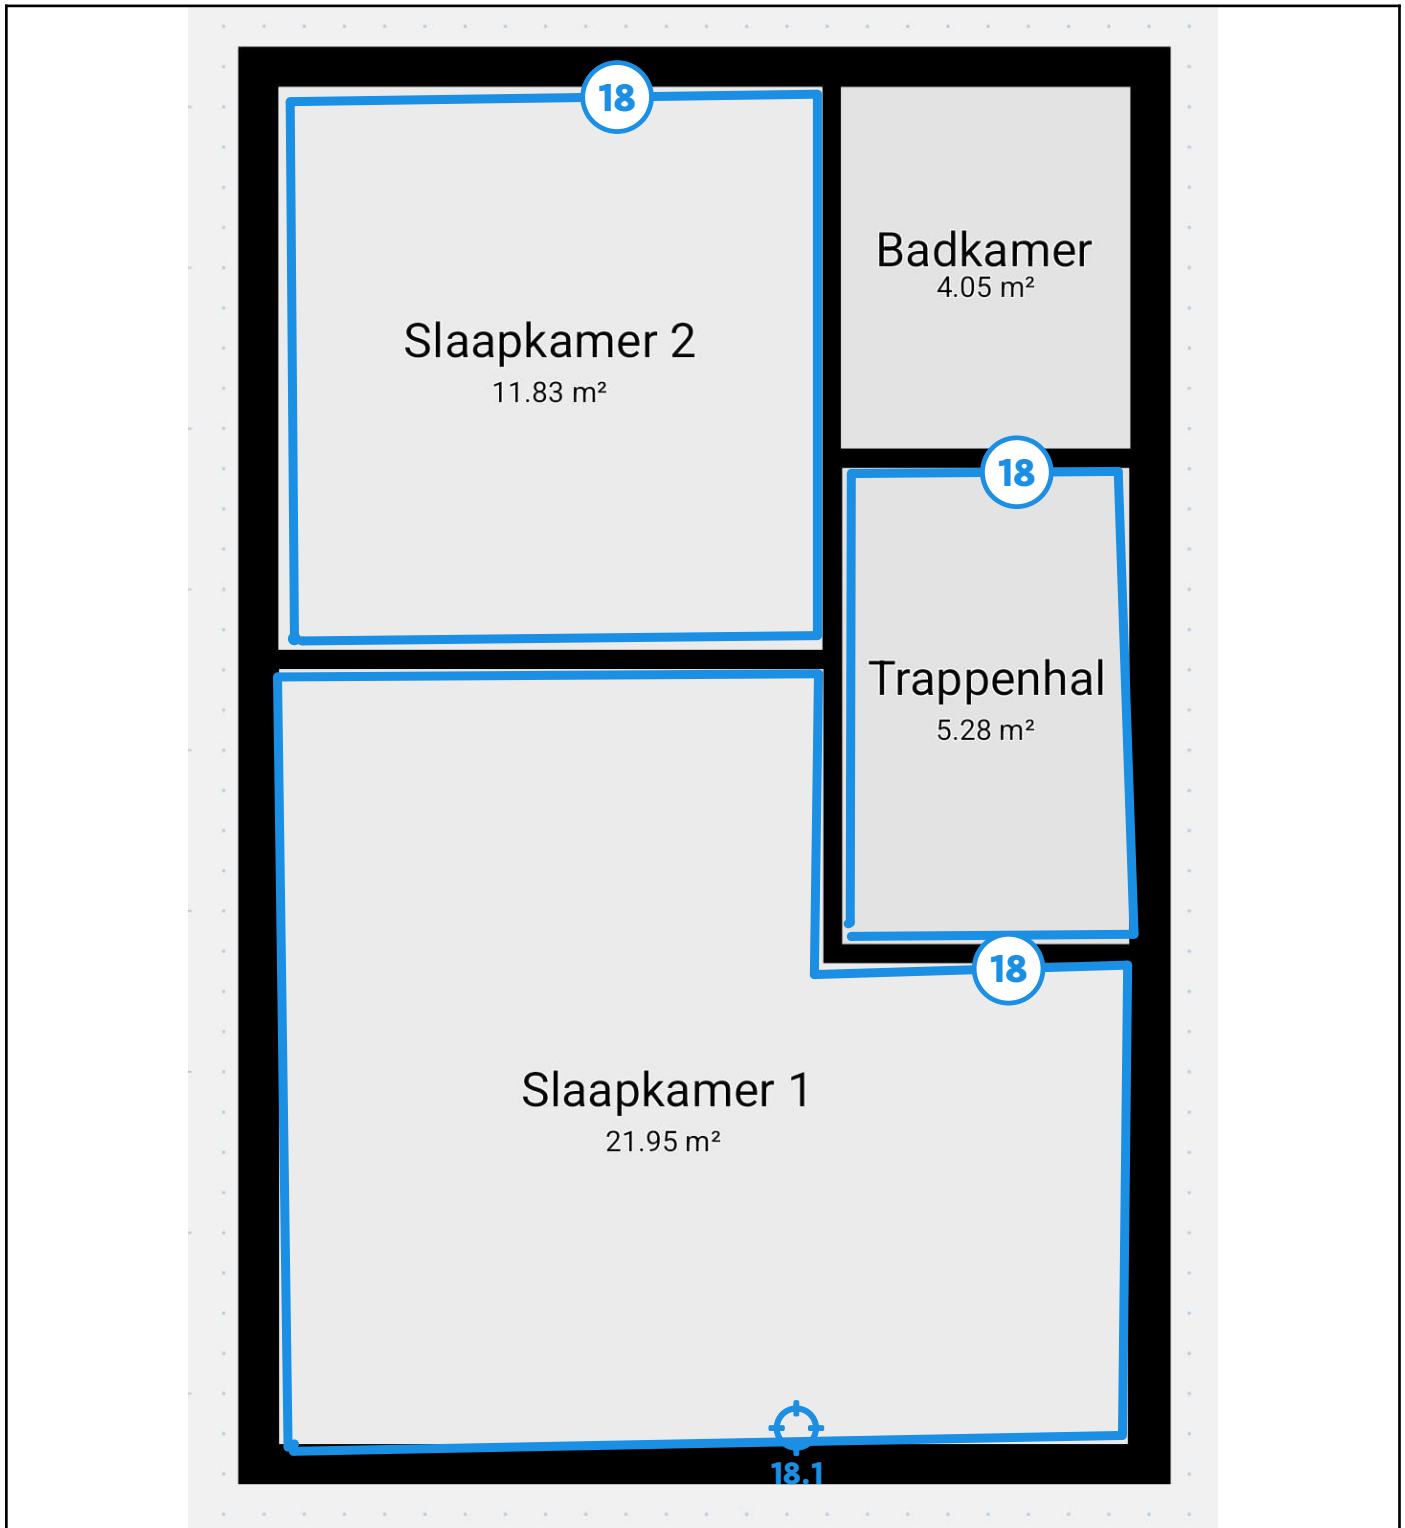 18
Badkamer
4.05 m²
Slaapkamer 2
11.83 m²
18
Trappenhal
5.28 m²
18
Slaapkamer 1
21.95 m²
18.1